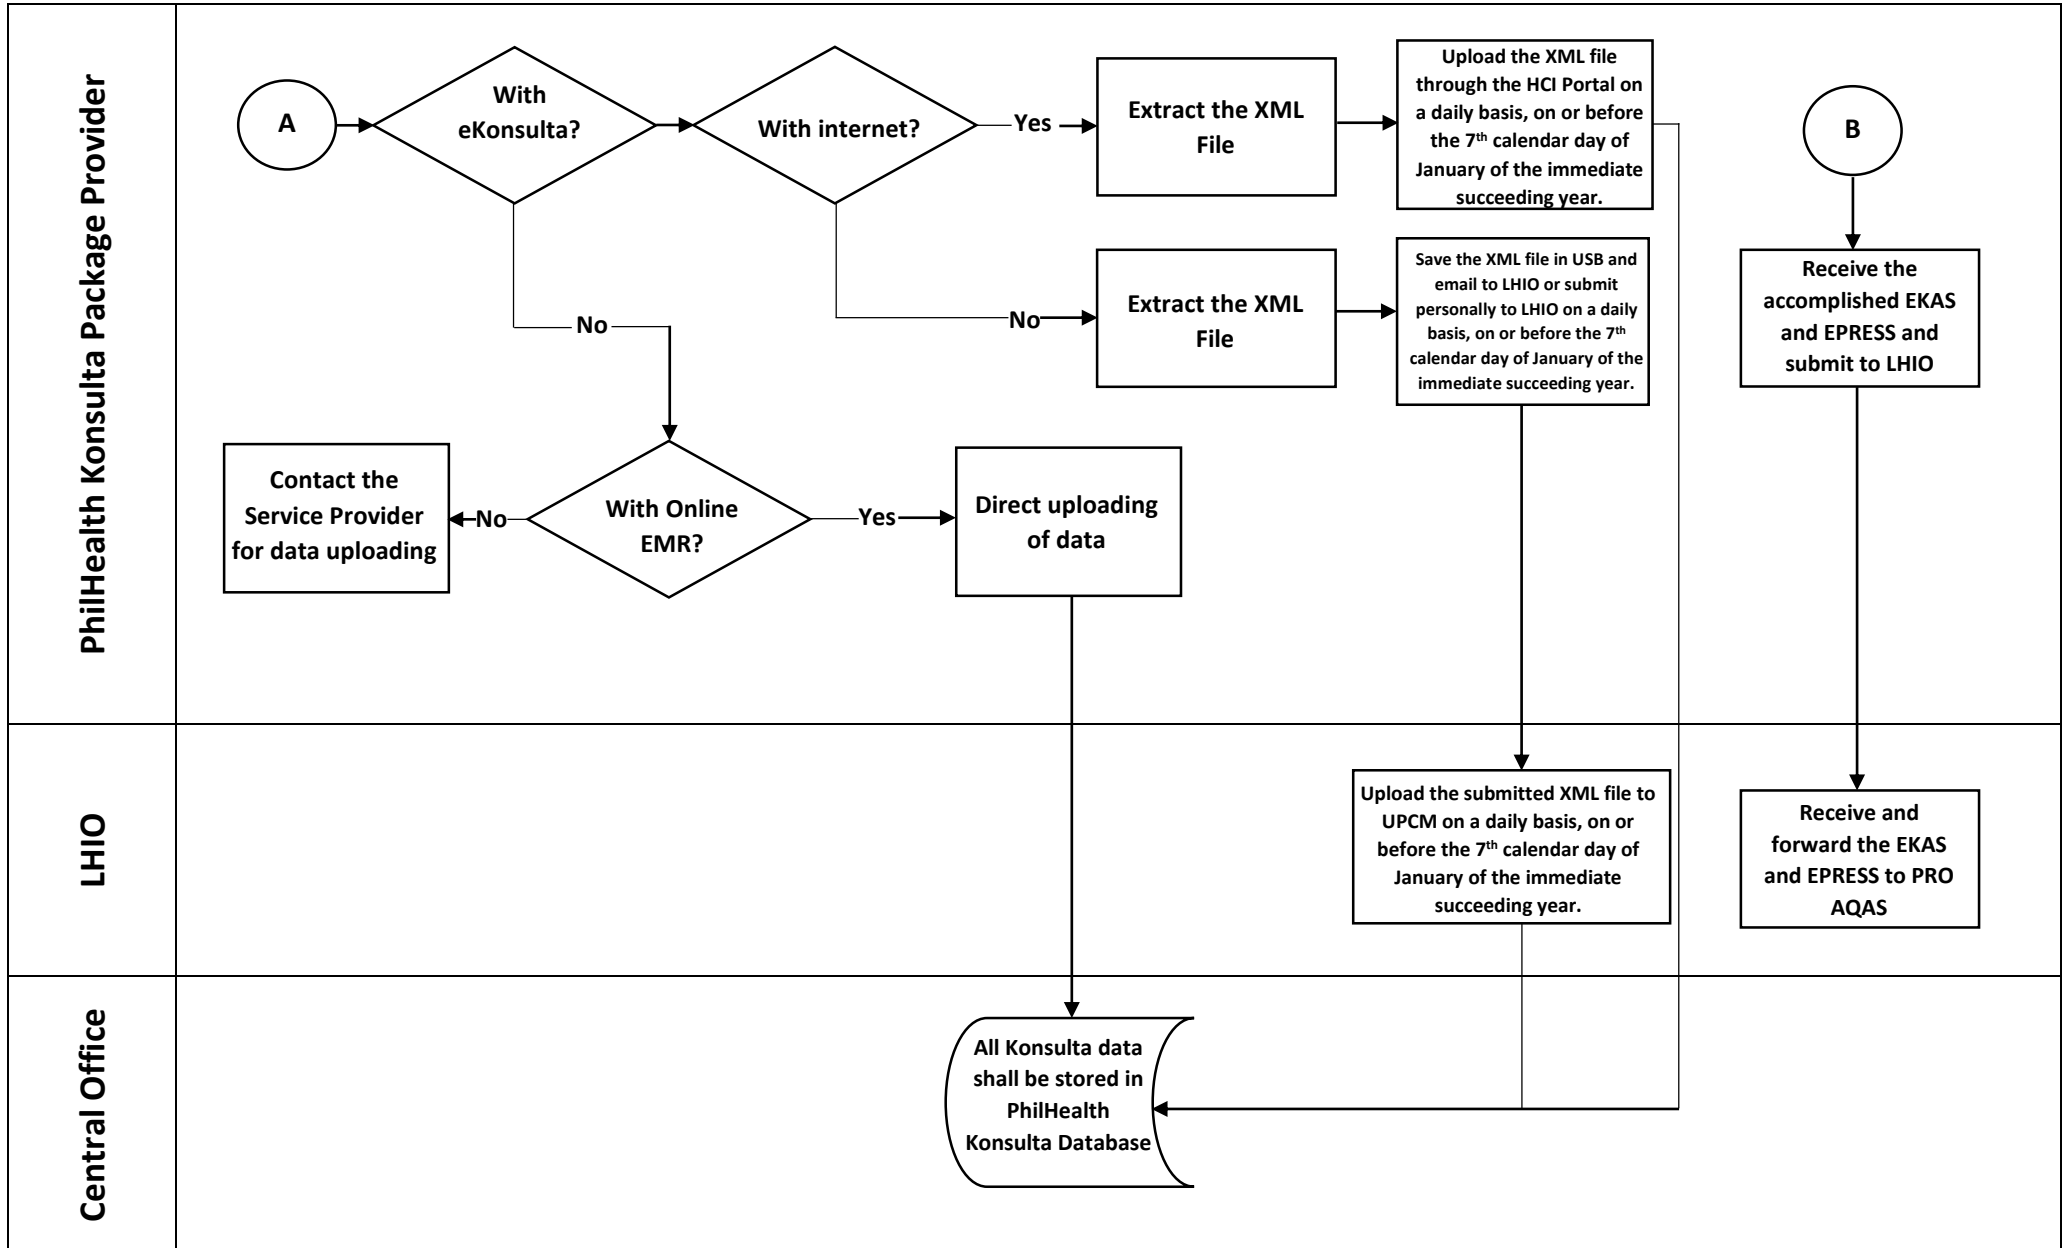 PhilHealth Konsulta Package Provider
A
With
eKonsulta?
With internet?
Yes
Extract the XML
File
Upload the XML file
through the HCI Portal on
a daily basis, on or before
the 7th calendar day of
January of the immediate
succeeding year.
B
No
No
Extract the XML
File
Save the XML file in USB and
email to LHIO or submit
personally to LHIO on a daily
basis, on or before the 7th
calendar day of January of the
immediate succeeding year.
Receive the
accomplished EKAS
and EPRESS and
submit to LHIO
Contact the
Service Provider
for data uploading
No
With Online
EMR?
Yes
Direct uploading
of data
LHIO
Upload the submitted XML file to
UPCM on a daily basis, on or
before the 7th calendar day of
January of the immediate
succeeding year.
Receive and
forward the EKAS
and EPRESS to PRO
AQAS
Central Office
All Konsulta data
shall be stored in
PhilHealth
Konsulta Database